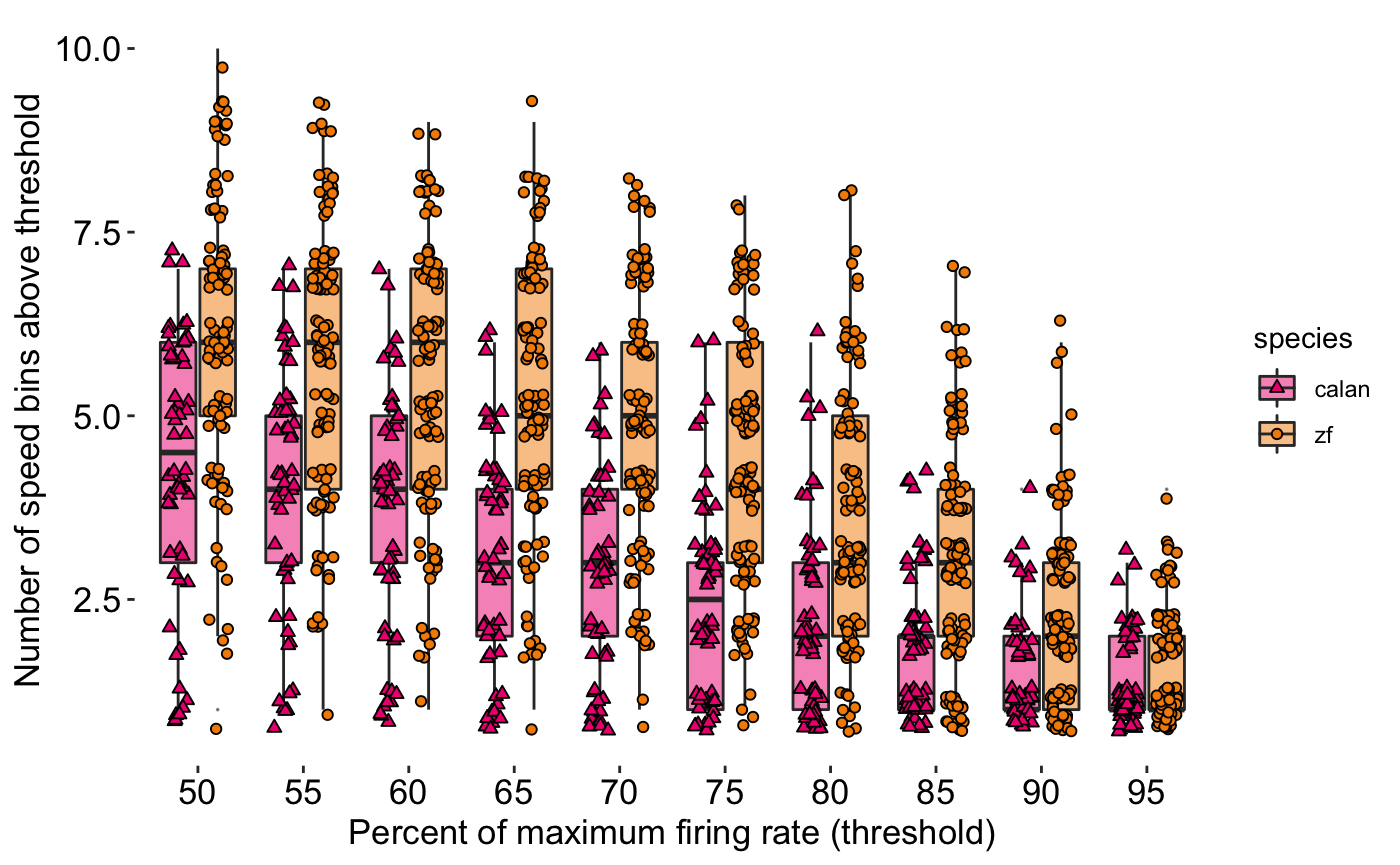 Number of speed bins above threshold
10.0
7.5
5.0
2.5
50 55 60 65 70 75 80 85 90 95
Percent of maximum firing rate (threshold)
species
calan
zf